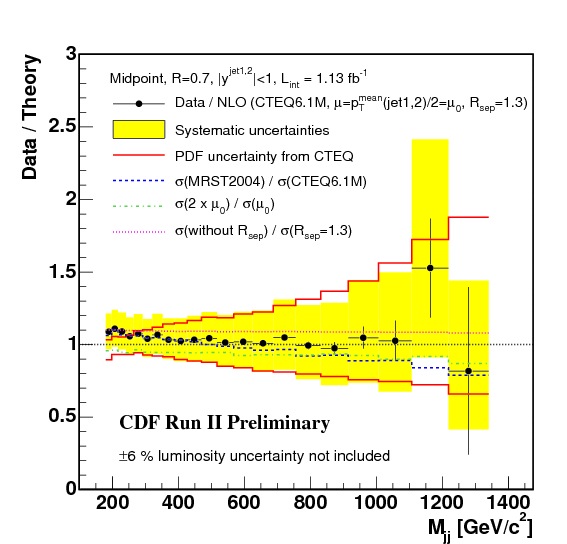 Data / Theory
3
2.5
2
1.5
1
0.5
0
Midpoint, R=0.7, |y^jet1,2|<1, L_int = 1.13 fb^-1
Data / NLO (CTEQ6.1M, μ=p_T^mean(jet1,2)/2=μ_0, R_sep=1.3)
Systematic uncertainties
PDF uncertainty from CTEQ
σ(MRST2004) / σ(CTEQ6.1M)
σ(2 x μ_0) / σ(μ_0)
σ(without R_sep) / σ(R_sep=1.3)
CDF Run II Preliminary
±6 % luminosity uncertainty not included
200 400 600 800 1000 1200 1400
M_jj [GeV/c^2]